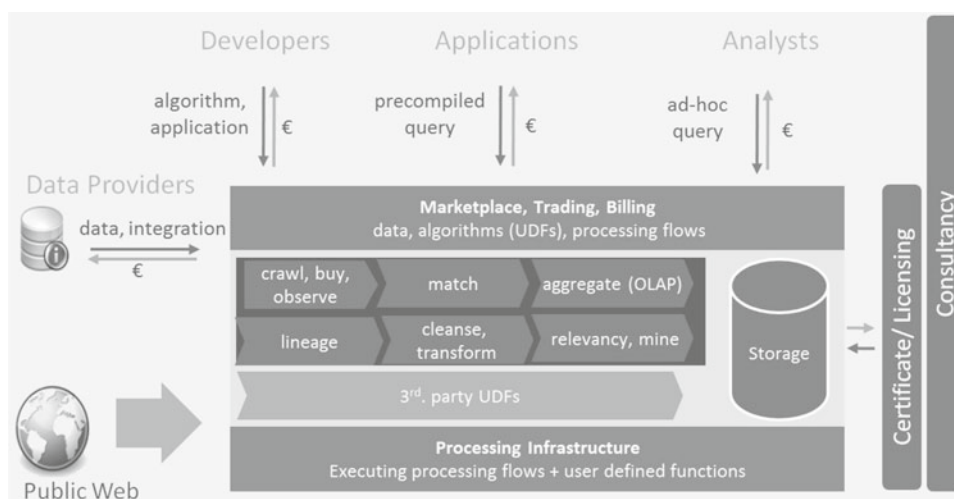 Developers
Applications
Analysts
algorithm,
application
€
precompiled
query
€
ad-hoc
query
€
Data Providers
data, integration
€
Marketplace, Trading, Billing
data, algorithms (UDFs), processing flows
crawl, buy,
observe
match
aggregate (OLAP)
lineage
cleanse,
transform
relevancy, mine
Storage
3rd. party UDFs
Processing Infrastructure
Executing processing flows + user defined functions
Public Web
Certificate/ Licensing
Consultancy